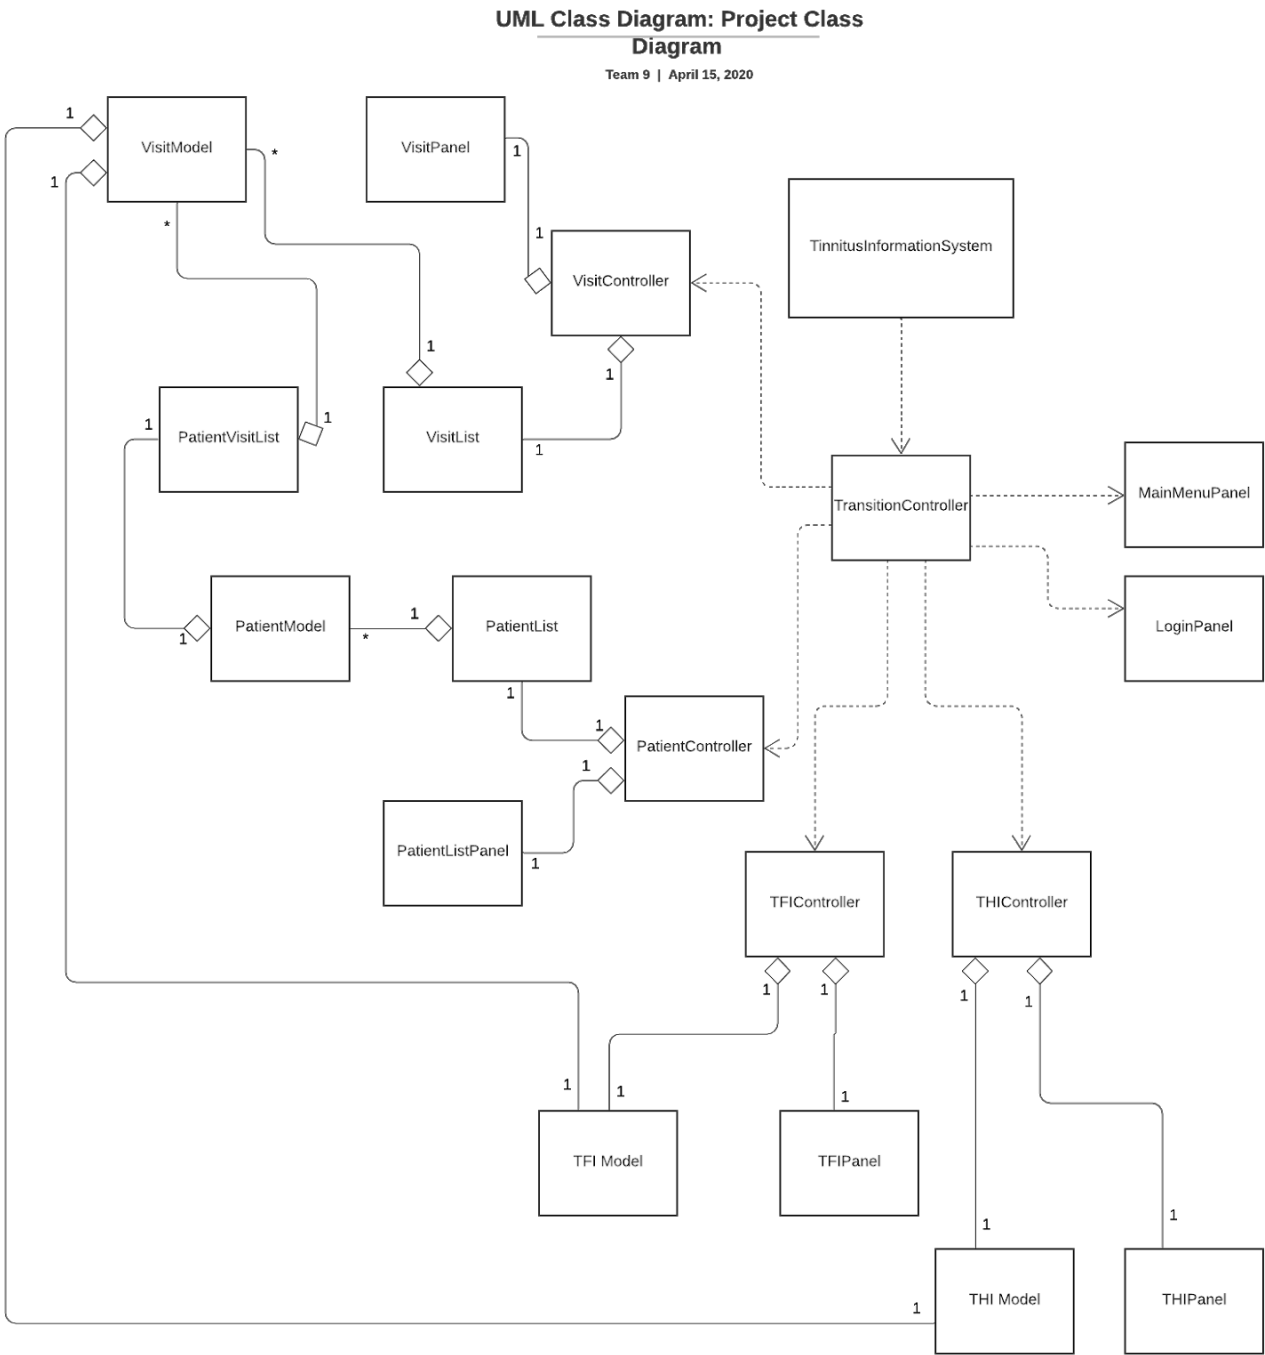 UML Class Diagram: Project Class
Diagram
Team 9 | April 15, 2020
1
VisitModel
*
VisitPanel
1
1
*
1
VisitController
TinnitusInformationSystem
1
1
1
PatientVisitList
1
VisitList
1
TransitionController
MainMenuPanel
PatientModel
1
*
1
PatientList
LoginPanel
1
1
PatientController
1
PatientListPanel
1
TFIController
THIController
1
1
1
1
1
1
1
TFI Model
TFIPanel
1
1
THI Model
THIPanel
1